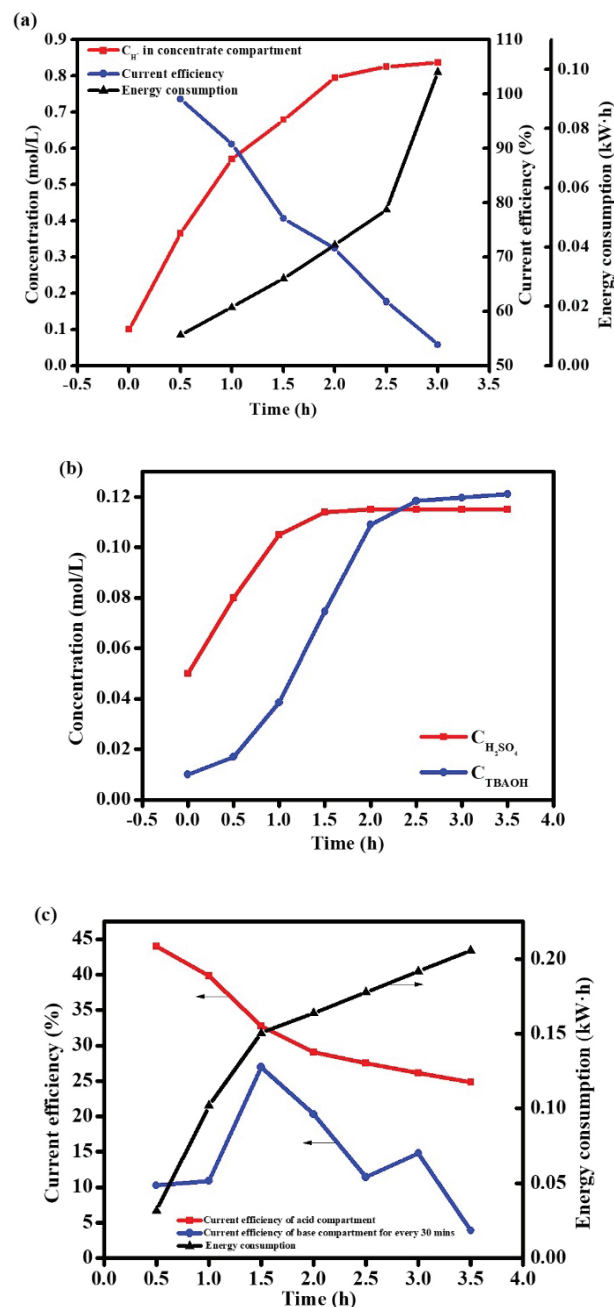 (a)
C_H+ in concentrate compartment
Current efficiency
Energy consumption
Concentration (mol/L)
0.9
0.8
0.7
0.6
0.5
0.4
0.3
0.2
0.1
0.0
110
100
90
80
70
60
50
Current efficiency (%)
0.10
0.08
0.06
0.04
0.02
0.00
Energy consumption (kW·h)
-0.5 0.0 0.5 1.0 1.5 2.0 2.5 3.0 3.5
Time (h)
(b)
Concentration (mol/L)
0.12
0.10
0.08
0.06
0.04
0.02
0.00
C_H₂SO₄
C_TBAOH
-0.5 0.0 0.5 1.0 1.5 2.0 2.5 3.0 3.5 4.0
Time (h)
(c)
Current efficiency (%)
45
40
35
30
25
20
15
10
5
0
Current efficiency of acid compartment
Current efficiency of base compartment for every 30 mins
Energy consumption
0.20
0.15
0.10
0.05
0.00
Energy consumption (kW·h)
0.5 1.0 1.5 2.0 2.5 3.0 3.5 4.0
Time (h)